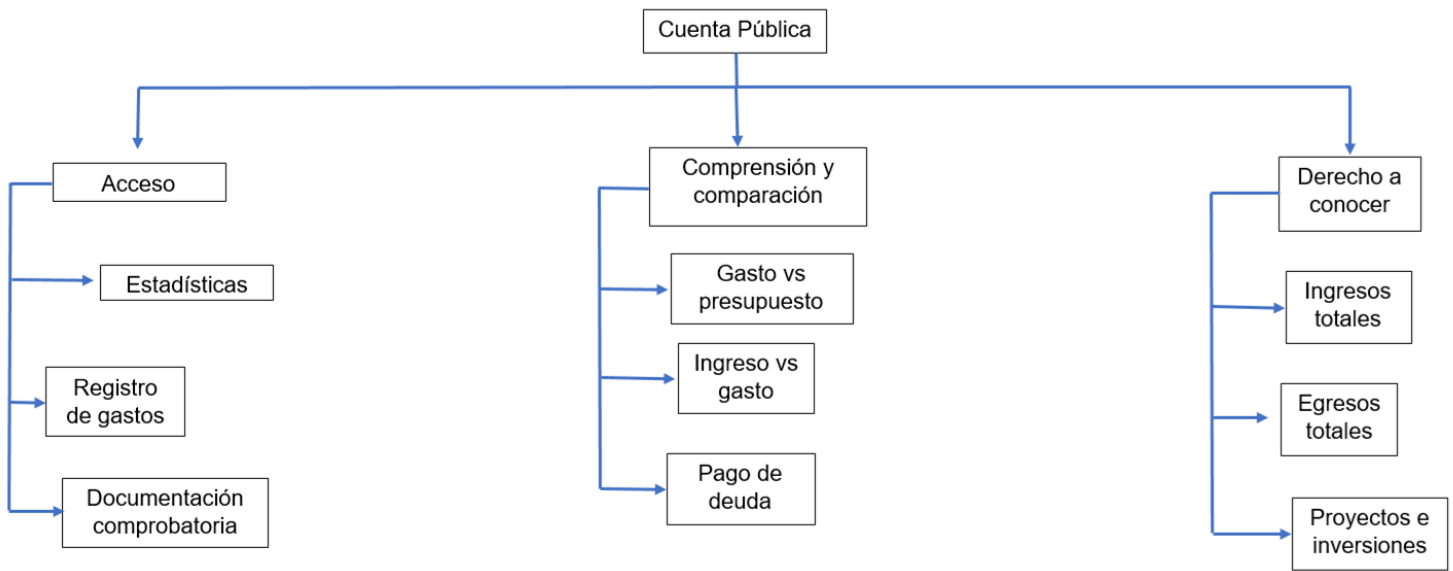 Cuenta Pública
Acceso
Estadísticas
Registro
de gastos
Documentación
comprobatoria
Comprensión y
comparación
Gasto vs
presupuesto
Ingreso vs
gasto
Pago de
deuda
Derecho a
conocer
Ingresos
totales
Egresos
totales
Proyectos e
inversiones